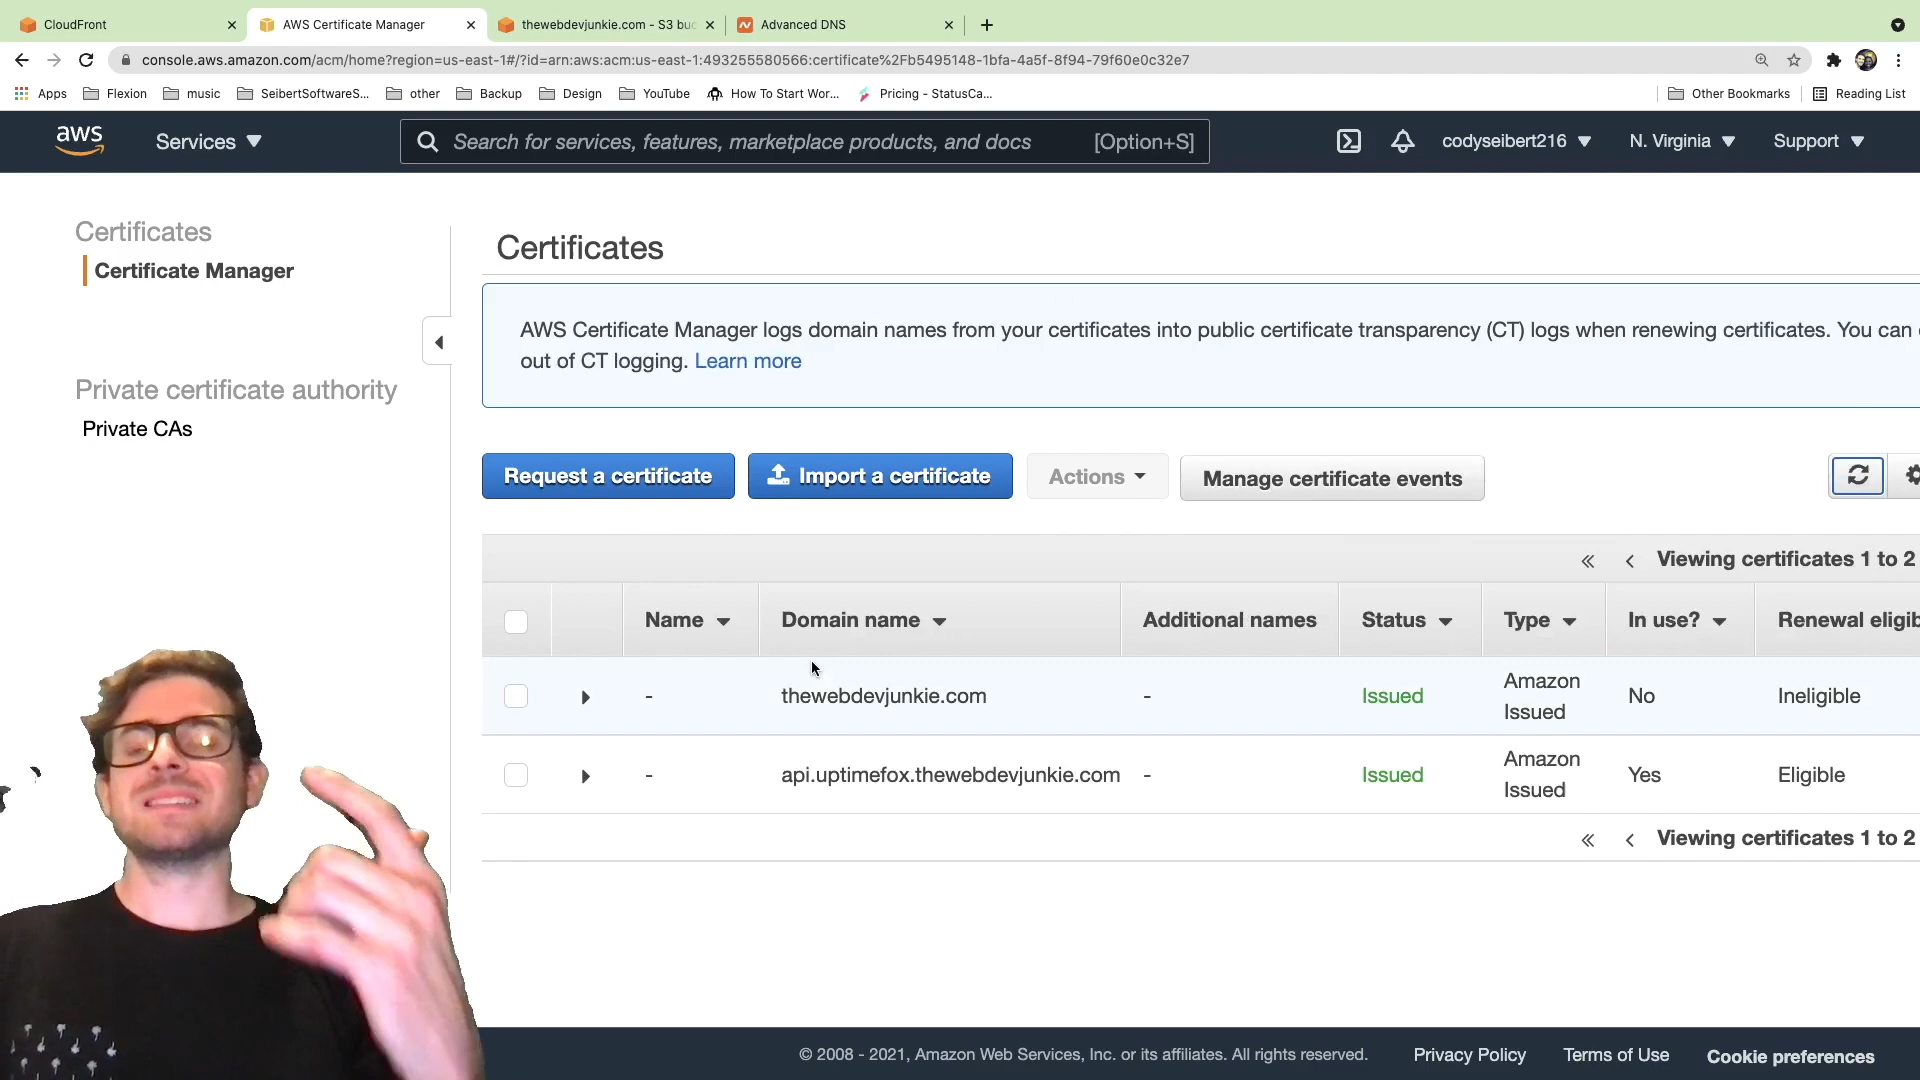 CloudFront
AWS Certificate Manager
thewebdevjunkie.com - S3 buc
Advanced DNS
console.aws.amazon.com/acm/home?region=us-east-1#/?id=arn:aws:acm:us-east-1:493255580566:certificate%2Fb5495148-1bfa-4a5f-8f94-79f60e0c32e7
Apps
Flexion
music
SeibertSoftwareS...
other
Backup
Design
YouTube
How To Start Wor...
Pricing - StatusCa...
Other Bookmarks
Reading List
aws
Services
Search for services, features, marketplace products, and docs
[Option+S]
codyseibert216
N. Virginia
Support
Certificates
Certificate Manager
Private certificate authority
Private CAs
Certificates
AWS Certificate Manager logs domain names from your certificates into public certificate transparency (CT) logs when renewing certificates. You can
out of CT logging. Learn more
Request a certificate
Import a certificate
Actions
Manage certificate events
« ‹ Viewing certificates 1 to 2
Name
Domain name
Additional names
Status
Type
In use?
Renewal eligib
- thewebdevjunkie.com - Issued Amazon Issued No Ineligible
- api.uptimefox.thewebdevjunkie.com - Issued Amazon Issued Yes Eligible
« ‹ Viewing certificates 1 to 2
© 2008 - 2021, Amazon Web Services, Inc. or its affiliates. All rights reserved.
Privacy Policy
Terms of Use
Cookie preferences